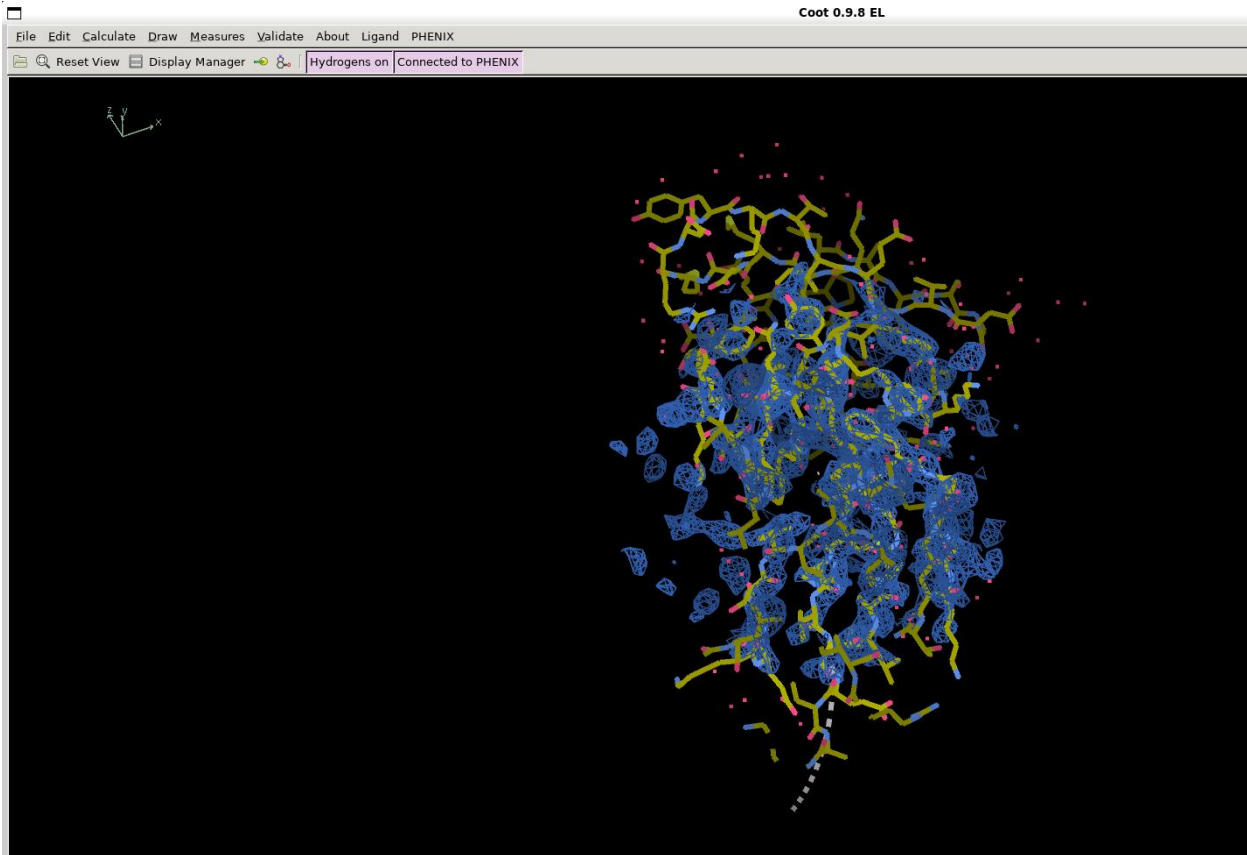 Coot 0.9.8 EL
File Edit Calculate Draw Measures Validate About Ligand PHENIX
Reset View Display Manager Hydrogens on Connected to PHENIX
z y x